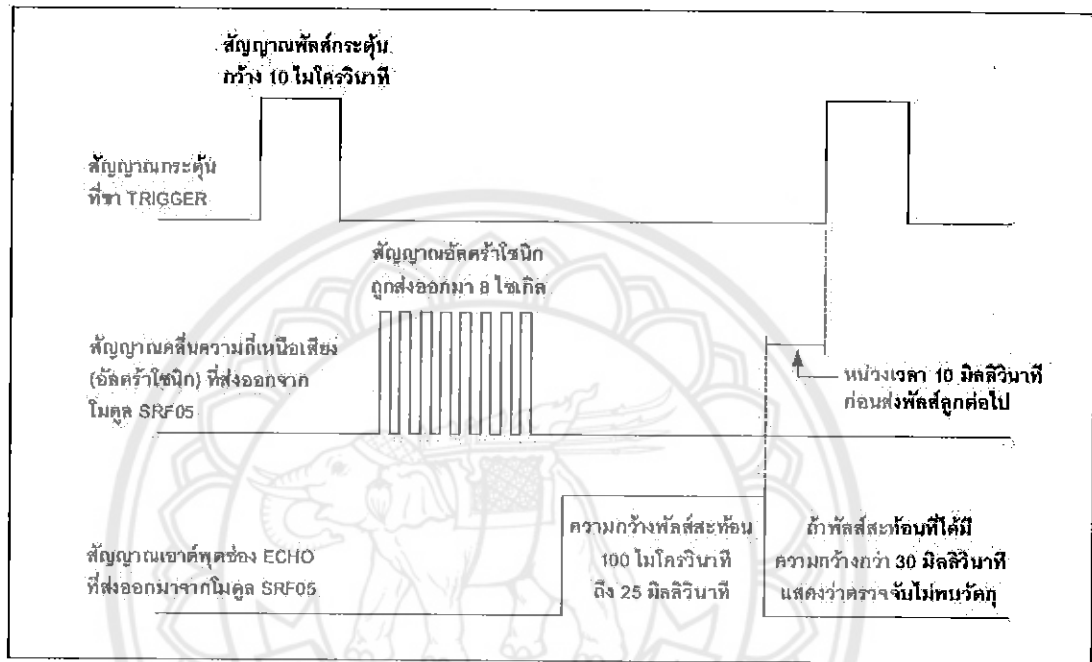 สัญญาณพัลส์กระตุ้น
กว้าง 10 ไมโครวินาที
สัญญาณกระตุ้น
ที่ขา TRIGGER
สัญญาณอัลตร้าโซนิก
ถูกส่งออกมา 8 ไซเกิล
สัญญาณคลื่นความถี่เหนือเสียง
(อัลตร้าโซนิก) ที่ส่งออกจาก
โมดูล SRF05
หน่วงเวลา 10 มิลลิวินาที
ก่อนส่งพัลส์ลูกต่อไป
สัญญาณเอาต์พุตช่อง ECHO
ที่ส่งออกมาจากโมดูล SRF05
ความกว้างพัลส์สะท้อน
100 ไมโครวินาที
ถึง 25 มิลลิวินาที
ถ้าพัลส์สะท้อนที่ได้มี
ความกว้างกว่า 30 มิลลิวินาที
แสดงว่าตรวจจับไม่พบวัตถุ